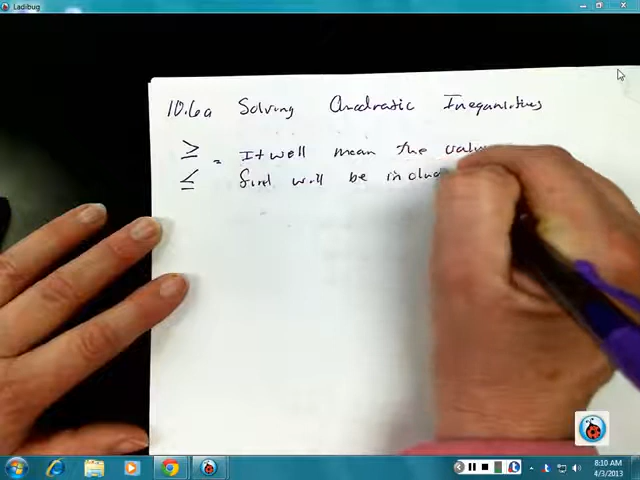 Ladibug
10.6a Solving Quadratic Inequalities
≥ = It well mean the valu
≤ find will be includ
8:10 AM
4/3/2013